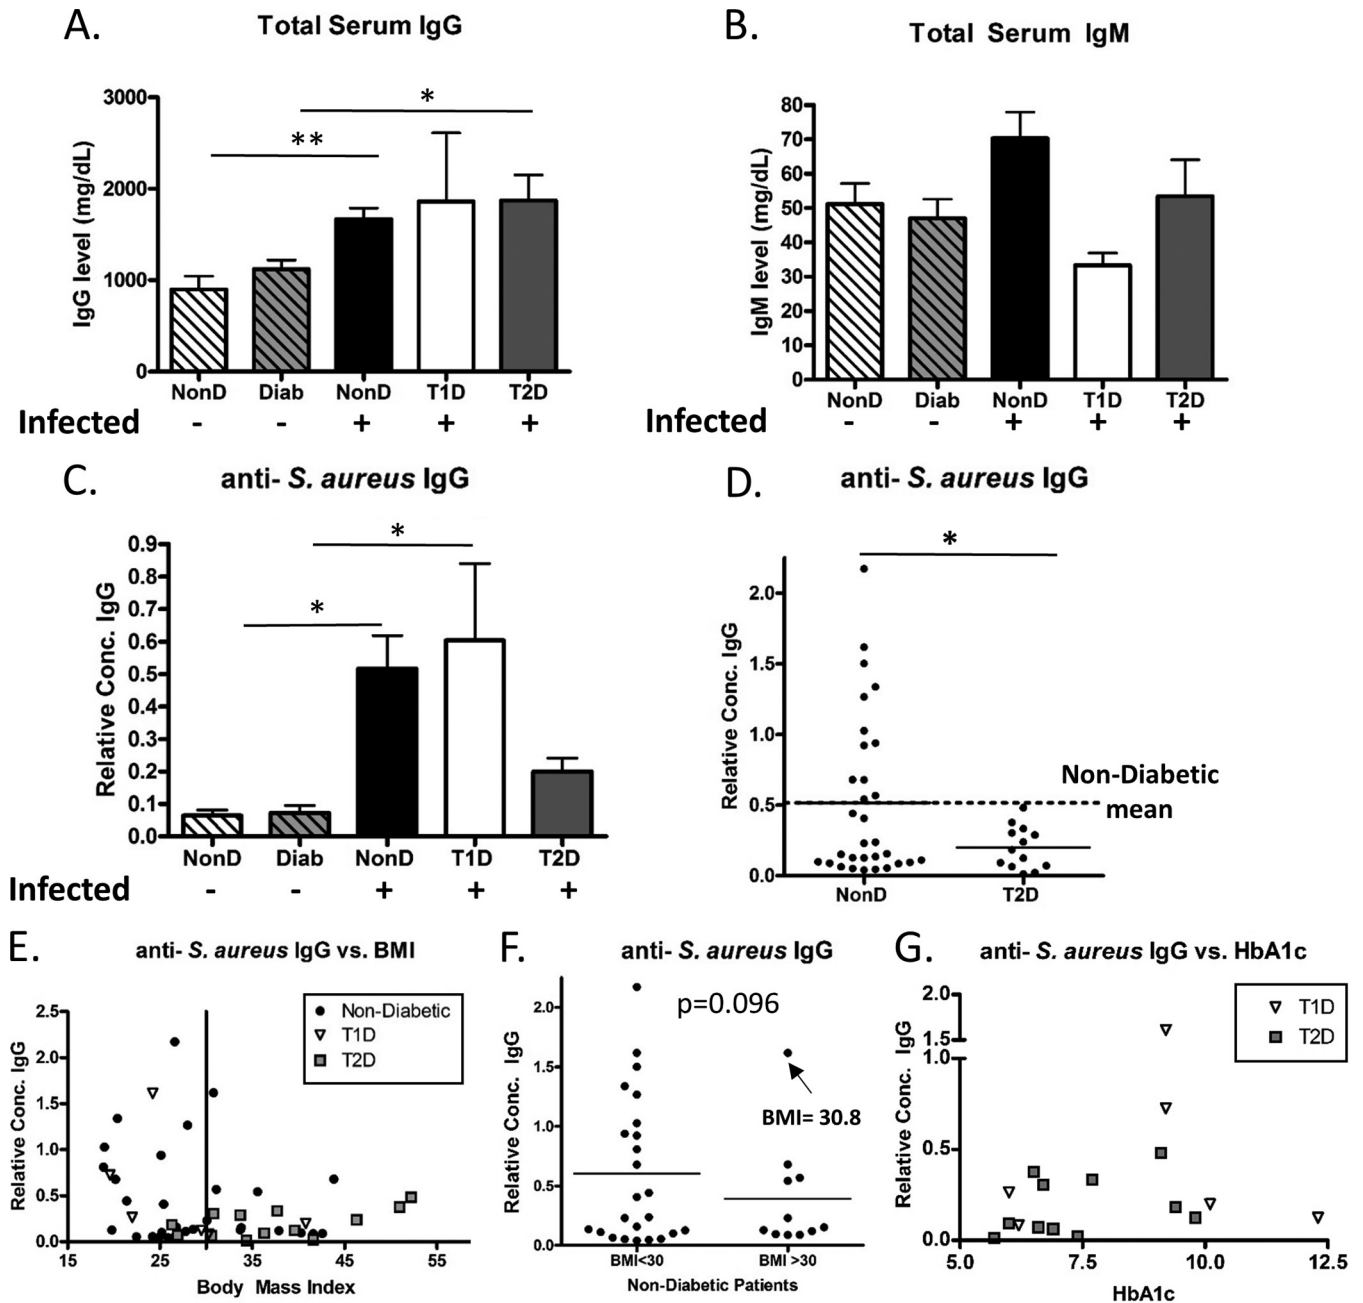 A.
Total Serum IgG
IgG level (mg/dL)
3000
2000
1000
0
**
*
NonD Diab NonD T1D T2D
Infected - - + + +
B.
Total Serum IgM
IgM level (mg/dL)
80
70
60
50
40
30
20
10
0
NonD Diab NonD T1D T2D
Infected - - + + +
C.
anti- S. aureus IgG
Relative Conc. IgG
0.9
0.8
0.7
0.6
0.5
0.4
0.3
0.2
0.1
0.0
*
*
NonD Diab NonD T1D T2D
Infected - - + + +
D.
anti- S. aureus IgG
Relative Conc. IgG
2.0
1.5
1.0
0.5
0.0
*
Non-Diabetic
mean
NonD T2D
E.
anti- S. aureus IgG vs. BMI
Relative Conc. IgG
2.5
2.0
1.5
1.0
0.5
0.0
Non-Diabetic
T1D
T2D
15 25 35 45 55
Body Mass Index
F.
anti- S. aureus IgG
Relative Conc. IgG
2.0
1.5
1.0
0.5
0.0
p=0.096
BMI= 30.8
BMI<30 BMI >30
Non-Diabetic Patients
G.
anti- S. aureus IgG vs. HbA1c
Relative Conc. IgG
2.0
1.5
1.0
0.5
0.0
T1D
T2D
5.0 7.5 10.0 12.5
HbA1c